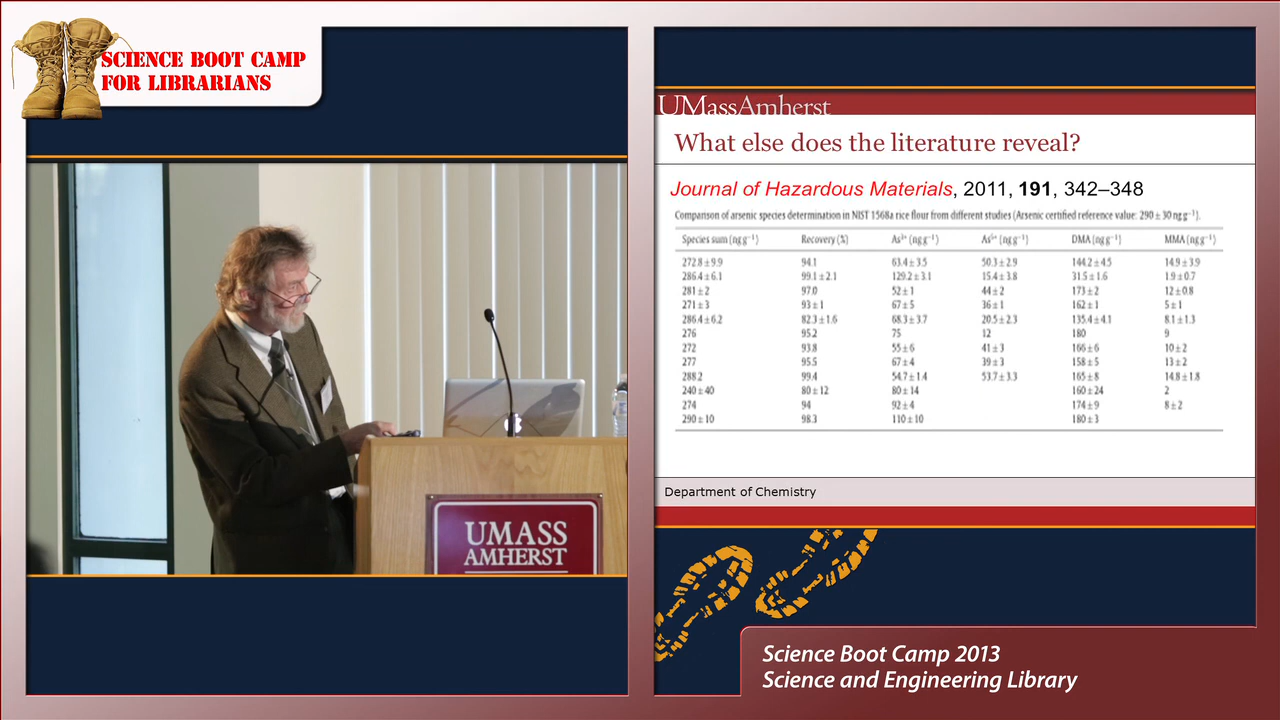 SCIENCE BOOT CAMP
FOR LIBRARIANS
UMASS
AMHERST
UMassAmherst
What else does the literature reveal?
Journal of Hazardous Materials, 2011, 191, 342–348
Comparison of arsenic species determination in NIST 1568a rice flour from different studies (Arsenic certified reference value: 290 ± 30 ng g⁻¹).
Species sum (ng g⁻¹) Recovery (%) As³⁺ (ng g⁻¹) As⁵⁺ (ng g⁻¹) DMA (ng g⁻¹) MMA (ng g⁻¹)
272.8 ± 9.9 94.1 63.4 ± 3.5 50.3 ± 2.9 144.2 ± 4.5 14.9 ± 3.9
286.4 ± 6.1 99.1 ± 2.1 129.2 ± 3.1 15.4 ± 3.8 31.5 ± 1.6 1.9 ± 0.7
281 ± 2 97.0 52 ± 1 44 ± 2 173 ± 2 12 ± 0.8
271 ± 3 93 ± 1 67 ± 5 36 ± 1 162 ± 1 5 ± 1
286.4 ± 6.2 82.3 ± 1.6 68.3 ± 3.7 20.5 ± 2.3 135.4 ± 4.1 8.1 ± 1.3
276 95.2 75 12 180 9
272 93.8 55 ± 6 41 ± 3 166 ± 6 10 ± 2
277 95.5 67 ± 4 39 ± 3 158 ± 5 13 ± 2
288.2 99.4 54.7 ± 1.4 53.7 ± 3.3 165 ± 8 14.8 ± 1.8
240 ± 40 80 ± 12 80 ± 14 160 ± 24 2
274 94 92 ± 4 174 ± 9 8 ± 2
290 ± 10 98.3 110 ± 10 180 ± 3
Department of Chemistry
Science Boot Camp 2013
Science and Engineering Library